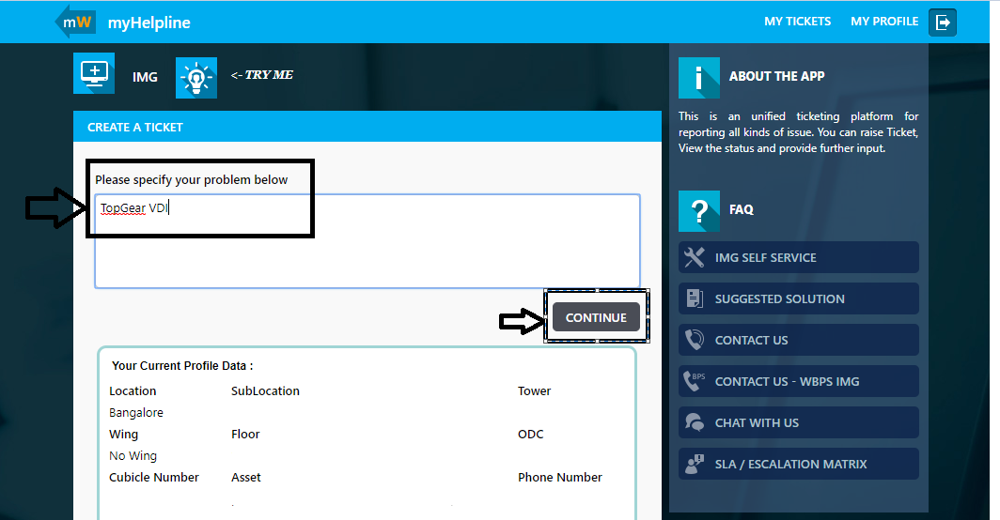 mW myHelpline MY TICKETS MY PROFILE
IMG <- TRY ME
CREATE A TICKET
Please specify your problem below
TopGear VDI
CONTINUE
Your Current Profile Data :
Location SubLocation Tower
Bangalore
Wing Floor ODC
No Wing
Cubicle Number Asset Phone Number
i ABOUT THE APP
This is an unified ticketing platform for
reporting all kinds of issue. You can raise Ticket,
View the status and provide further input.
? FAQ
IMG SELF SERVICE
SUGGESTED SOLUTION
CONTACT US
BPS CONTACT US - WBPS IMG
CHAT WITH US
SLA / ESCALATION MATRIX